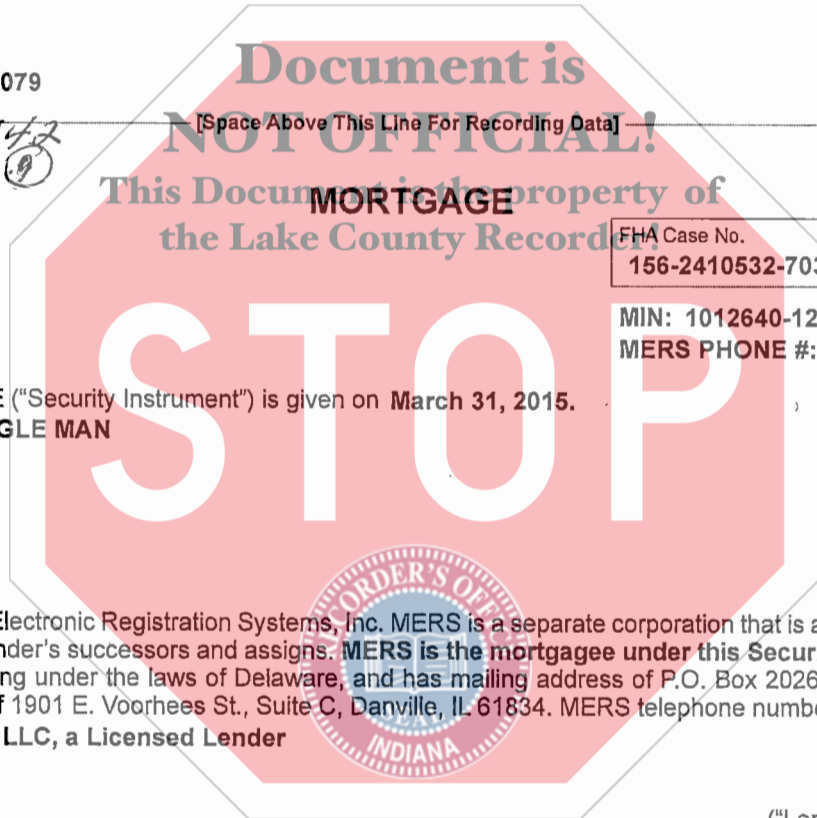 Document is
079
NOT OFFICIAL!
42
[Space Above This Line For Recording Data]
9
This Document is the property of
MORTGAGE
the Lake County Recorder!
FHA Case No.
156-2410532-703
MIN: 1012640-12
MERS PHONE #:
STOP
E (“Security Instrument”) is given on March 31, 2015.
GLE MAN
RECORDER'S OFFICE
Electronic Registration Systems, Inc. MERS is a separate corporation that is a
nder’s successors and assigns. MERS is the mortgagee under this Secur
ng under the laws of Delaware, and has mailing address of P.O. Box 2026
f 1901 E. Voorhees St., Suite C, Danville, IL 61834. MERS telephone numbe
SEAL
LLC, a Licensed Lender
INDIANA
("Len